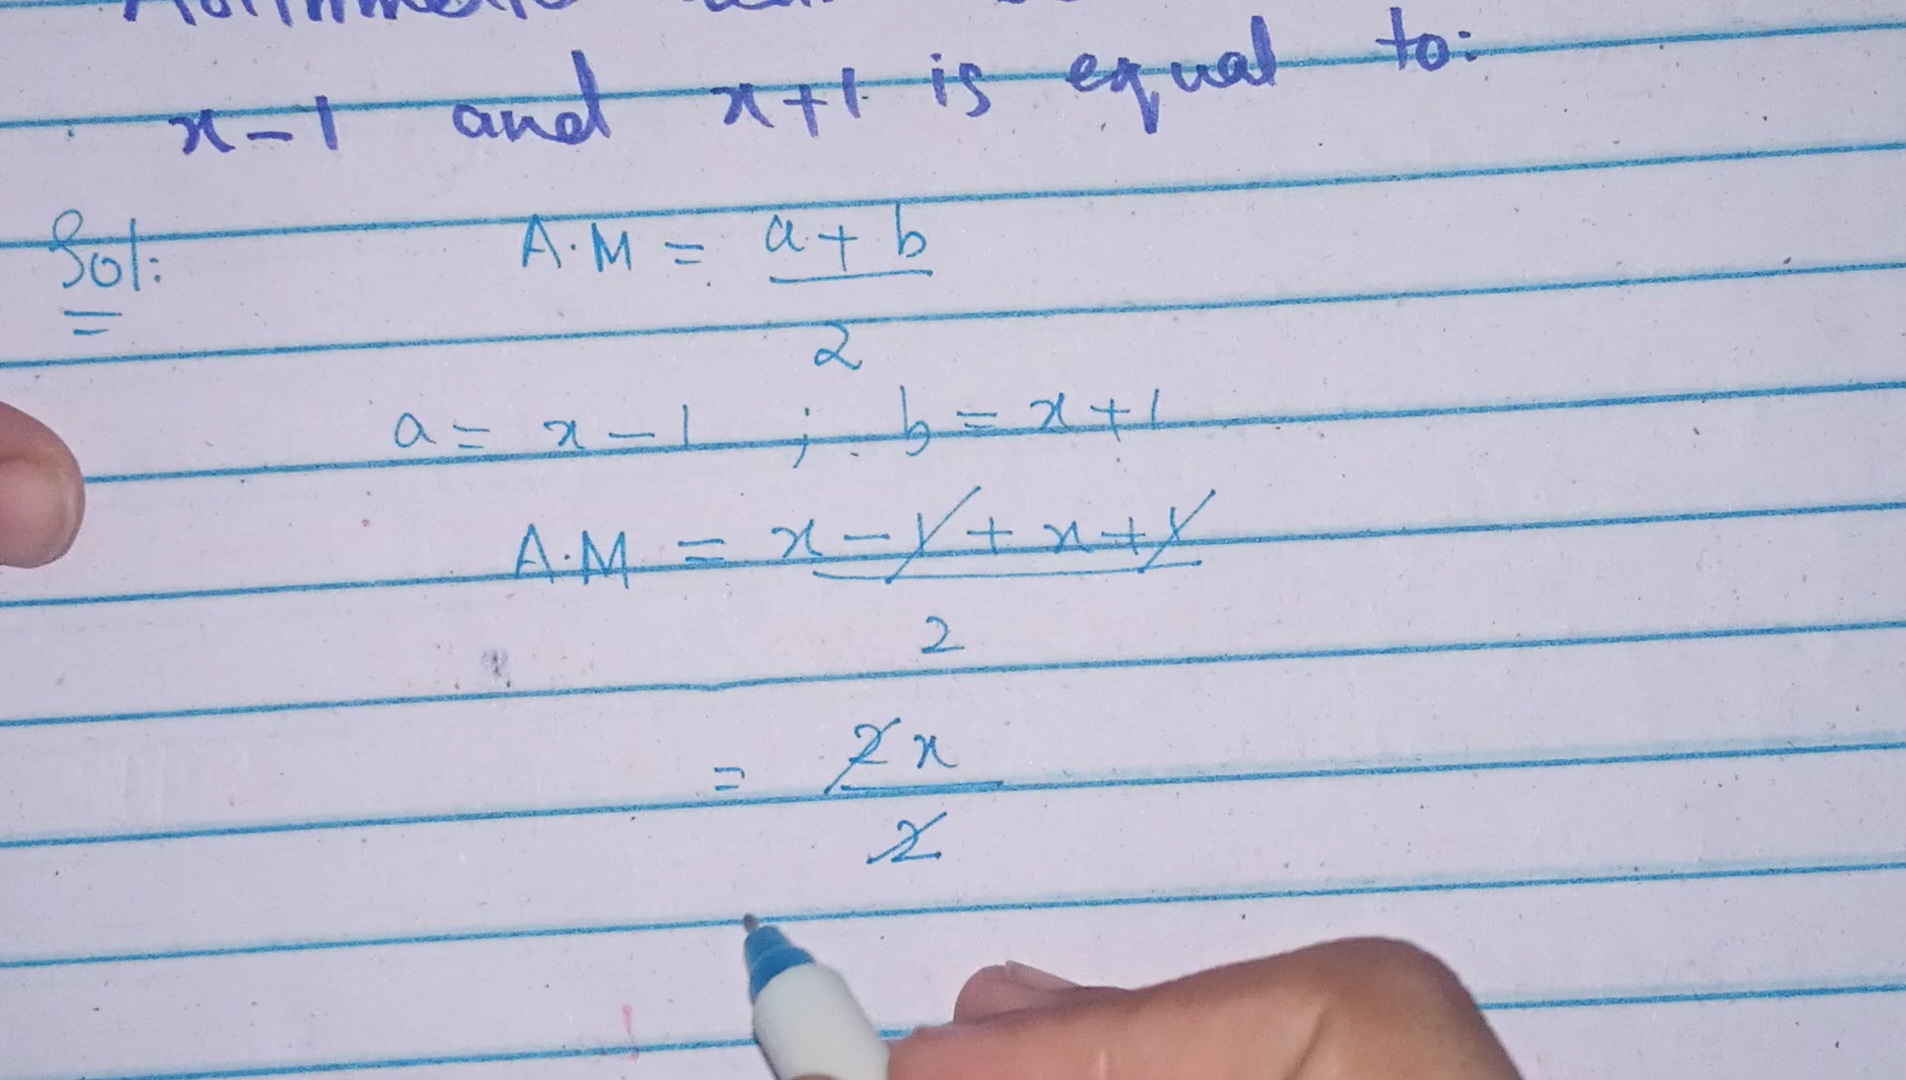 x-1 and x+1 is equal to:
Sol: A.M = a+b
2
a = x-1 ; b = x+1
A.M = x-1+x+1
2
= 2x
2